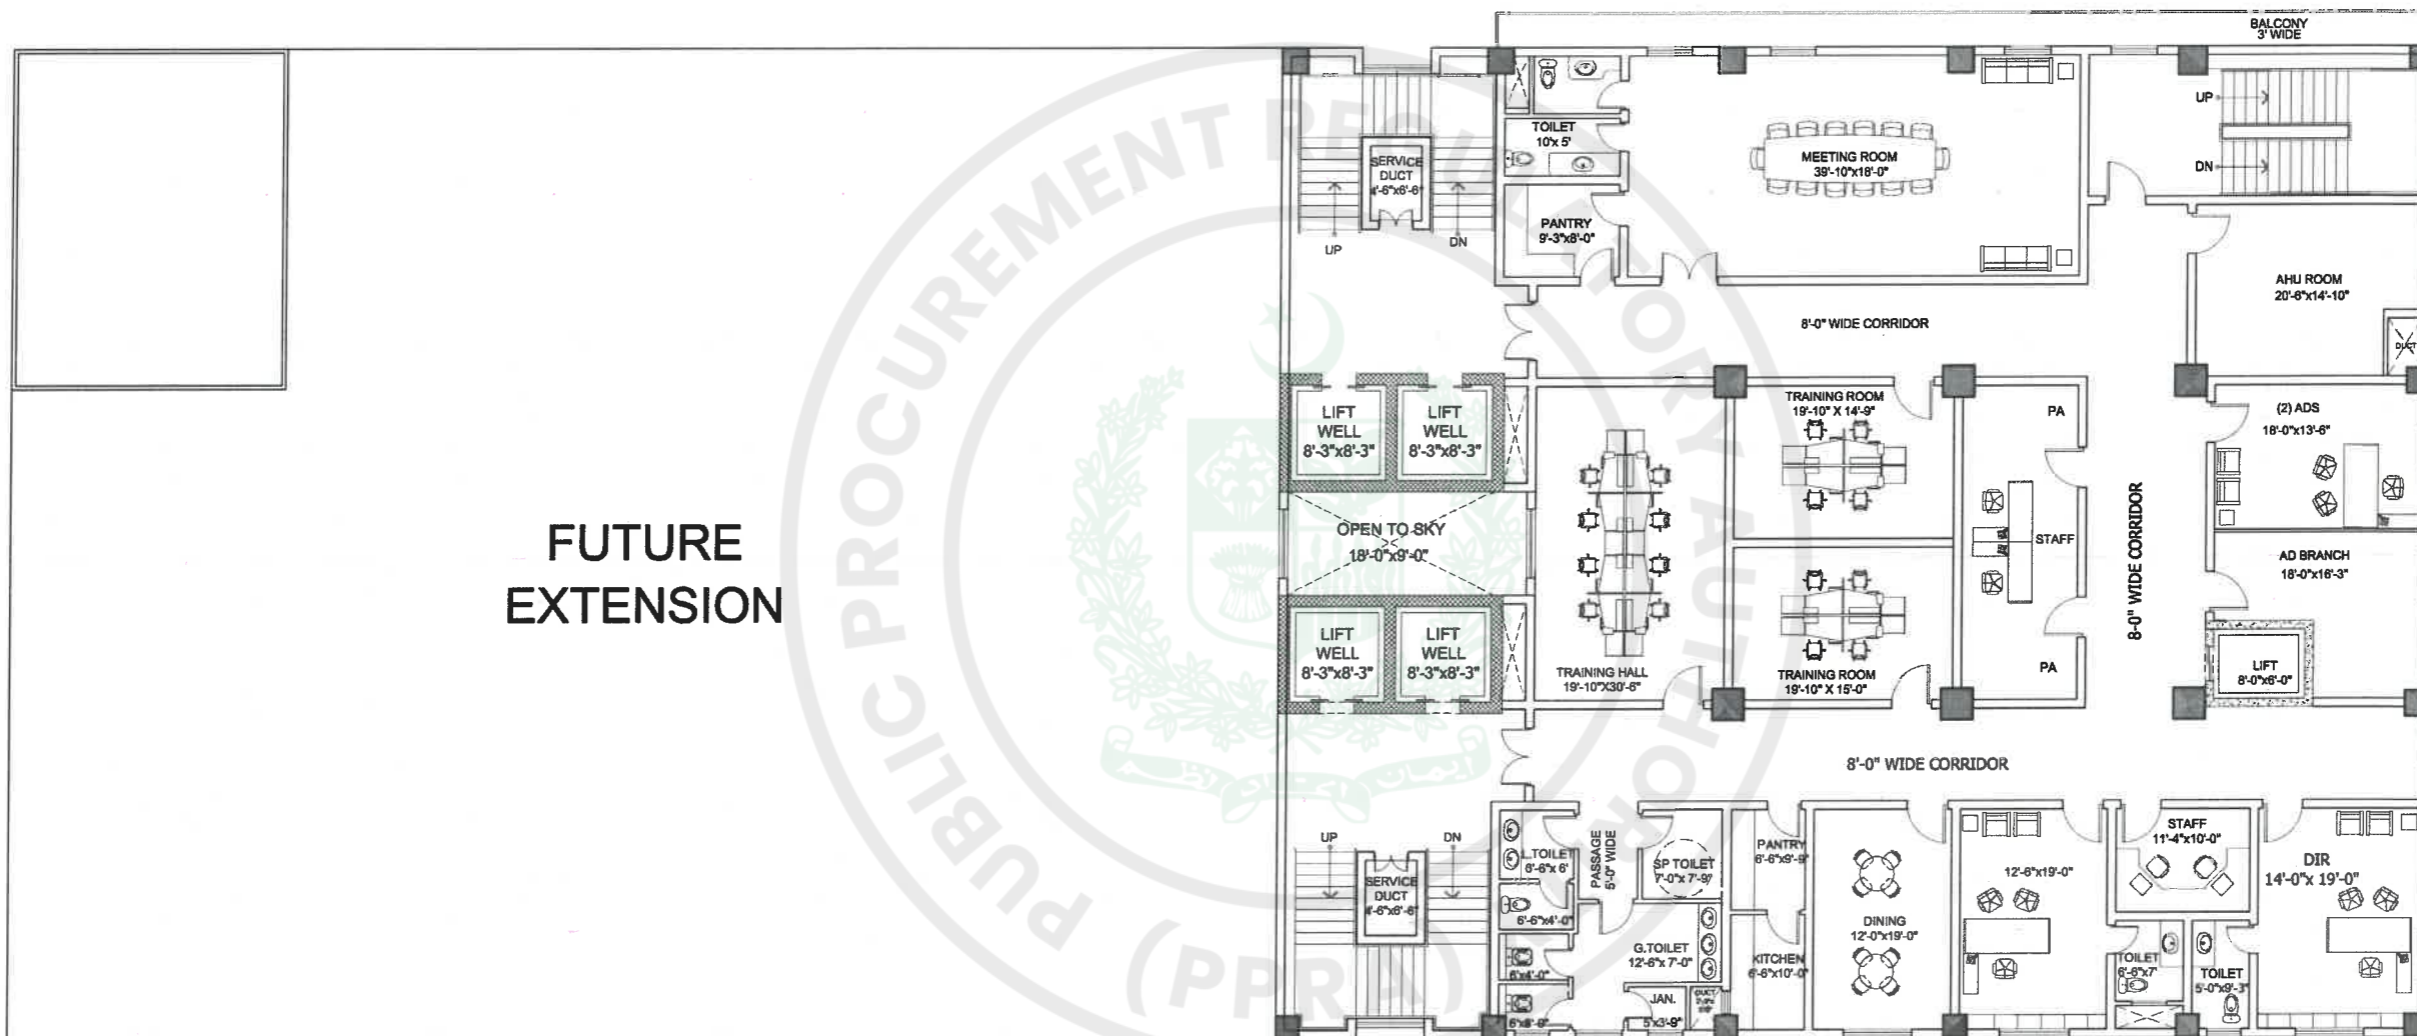 BALCONY
3' WIDE
UP
DN
TOILET
10'x 5'
MEETING ROOM
39'-10"x18'-0"
SERVICE
DUCT
4'-6"x6'-6"
PANTRY
9'-3"x8'-0"
UP
DN
AHU ROOM
20'-6"x14'-10"
DUCT
8'-0" WIDE CORRIDOR
LIFT
WELL
8'-3"x8'-3"
LIFT
WELL
8'-3"x8'-3"
TRAINING ROOM
19'-10" X 14'-9"
PA
(2) ADS
18'-0"x13'-6"
FUTURE
EXTENSION
OPEN TO SKY
18'-0"x9'-0"
STAFF
8-0" WIDE CORRIDOR
AD BRANCH
18'-0"x16'-3"
LIFT
WELL
8'-3"x8'-3"
LIFT
WELL
8'-3"x8'-3"
TRAINING HALL
19'-10"X30'-6"
TRAINING ROOM
19'-10" X 15'-0"
PA
LIFT
8'-0"x6'-0"
8'-0" WIDE CORRIDOR
UP
DN
SERVICE
DUCT
4'-6"x6'-6"
L.TOILET
6'-6"x 6'
PASSAGE
5'-0" WIDE
SP TOILET
7'-0"x 7'-9"
PANTRY
6'-6"x9'-9"
12'-6"x19'-0"
STAFF
11'-4"x10'-0"
DIR
14'-0"x 19'-0"
6'-6"x4'-0"
DINING
12'-0"x19'-0"
G.TOILET
12'-6"x 7'-0"
KITCHEN
6'-6"x10'-0"
6'x4'-0"
TOILET
6'-6"x7'
TOILET
5'-0"x9'-3"
JAN.
5'x3'-9"
DUCT
PUBLIC PROCUREMENT REGULATORY AUTHORITY
(PPRA)